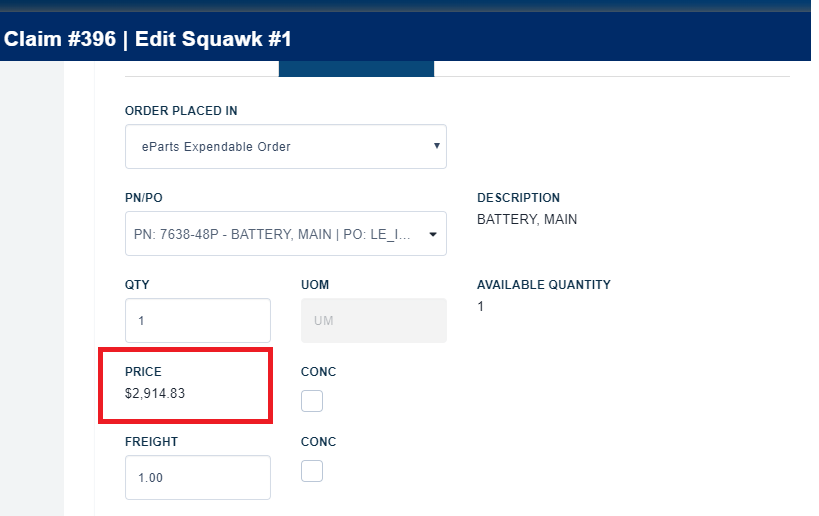 Claim #396 | Edit Squawk #1
ORDER PLACED IN
eParts Expendable Order
PN/PO
DESCRIPTION
PN: 7638-48P - BATTERY, MAIN | PO: LE_I...
BATTERY, MAIN
QTY
UOM
AVAILABLE QUANTITY
1
UM
1
PRICE
CONC
$2,914.83
FREIGHT
CONC
1.00